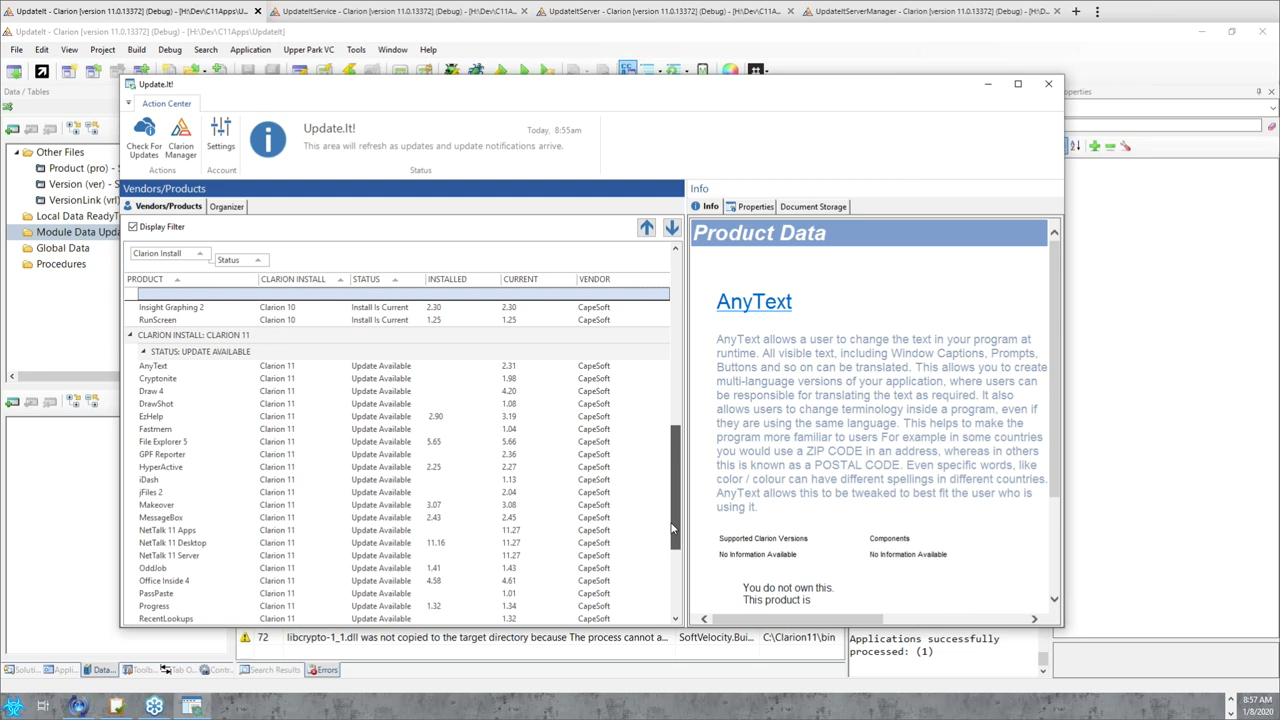 UpdateIt - Clarion [version 11.0.13372] (Debug) - [H:\Dev\C11Apps\U...
UpdateItService - Clarion [version 11.0.13372] (Debug) - [H:\Dev\C11A...
UpdateItServer - Clarion [version 11.0.13372] (Debug) - [H:\Dev\C11Ap...
UpdateItServerManager - Clarion [version 11.0.13372] (Debug) - [H:\De...
UpdateIt - Clarion [version 11.0.13372] (Debug) - [H:\Dev\C11Apps\UpdateIt]
File Edit View Project Build Debug Search Application Upper Park VC Tools Window Help
Data / Tables
Other Files
Product (pro) - S
Version (ver) - S
VersionLink (vrl)
Local Data ReadyT
Module Data Upda
Global Data
Procedures
Update.It!
Action Center
Check For Updates
Clarion Manager
Settings
Update.It!
Today, 8:55am
This area will refresh as updates and update notifications arrive.
Actions Account Status
Vendors/Products
Vendors/Products Organizer
Display Filter
Clarion Install
Status
PRODUCT CLARION INSTALL STATUS INSTALLED CURRENT VENDOR
Insight Graphing 2 Clarion 10 Install Is Current 2.30 2.30 CapeSoft
RunScreen Clarion 10 Install Is Current 1.25 1.25 CapeSoft
CLARION INSTALL: CLARION 11
STATUS: UPDATE AVAILABLE
AnyText Clarion 11 Update Available 2.31 CapeSoft
Cryptonite Clarion 11 Update Available 1.98 CapeSoft
Draw 4 Clarion 11 Update Available 4.20 CapeSoft
DrawShot Clarion 11 Update Available 1.08 CapeSoft
EzHelp Clarion 11 Update Available 2.90 3.19 CapeSoft
Fastmem Clarion 11 Update Available 1.04 CapeSoft
File Explorer 5 Clarion 11 Update Available 5.65 5.66 CapeSoft
GPF Reporter Clarion 11 Update Available 2.36 CapeSoft
HyperActive Clarion 11 Update Available 2.25 2.27 CapeSoft
iDash Clarion 11 Update Available 1.13 CapeSoft
jFiles 2 Clarion 11 Update Available 2.04 CapeSoft
Makeover Clarion 11 Update Available 3.07 3.08 CapeSoft
MessageBox Clarion 11 Update Available 2.43 2.45 CapeSoft
NetTalk 11 Apps Clarion 11 Update Available 11.27 CapeSoft
NetTalk 11 Desktop Clarion 11 Update Available 11.16 11.27 CapeSoft
NetTalk 11 Server Clarion 11 Update Available 11.27 CapeSoft
OddJob Clarion 11 Update Available 1.41 1.43 CapeSoft
Office Inside 4 Clarion 11 Update Available 4.58 4.61 CapeSoft
PassPaste Clarion 11 Update Available 1.01 CapeSoft
Progress Clarion 11 Update Available 1.32 1.34 CapeSoft
RecentLookups Clarion 11 Update Available 1.32 CapeSoft
Info
Info Properties Document Storage
Product Data
AnyText
AnyText allows a user to change the text in your program at
runtime. All visible text, including Window Captions, Prompts,
Buttons and so on can be translated. This allows you to create
multi-language versions of your application, where users can
be responsible for translating the text as required. It also
allows users to change terminology inside a program, even if
they are using the same language. This helps to make the
program more familiar to users For example in some countries
you would use a ZIP CODE in an address, whereas in others
this is known as a POSTAL CODE. Even specific words, like
color / colour can have different spellings in different countries.
AnyText allows this to be tweaked to best fit the user who is
using it.
Supported Clarion Versions Components
No Information Available No Information Available
You do not own this.
This product is
roperties
72 libcrypto-1_1.dll was not copied to the target directory because The process cannot a... SoftVelocity.Bui... C:\Clarion11\bin
Applications successfully
processed: (1)
Soluti... Appli... Data... Toolb... Tab O... Contr...
Search Results Errors
8:57 AM
1/8/2020